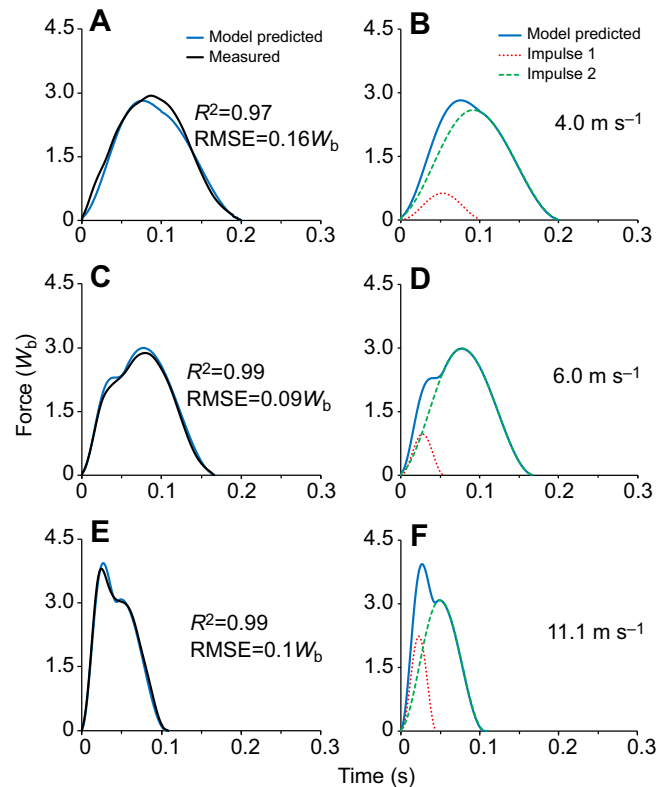 A
Model predicted
Measured
4.5
3.0
1.5
0
R²=0.97
RMSE=0.16Wb
0 0.1 0.2 0.3
B
Model predicted
Impulse 1
Impulse 2
4.5
3.0
1.5
0
4.0 m s⁻¹
0 0.1 0.2 0.3
C
4.5
3.0
1.5
0
R²=0.99
RMSE=0.09Wb
0 0.1 0.2 0.3
D
4.5
3.0
1.5
0
6.0 m s⁻¹
0 0.1 0.2 0.3
Force (Wb)
E
4.5
3.0
1.5
0
R²=0.99
RMSE=0.1Wb
0 0.1 0.2 0.3
F
4.5
3.0
1.5
0
11.1 m s⁻¹
0 0.1 0.2 0.3
Time (s)